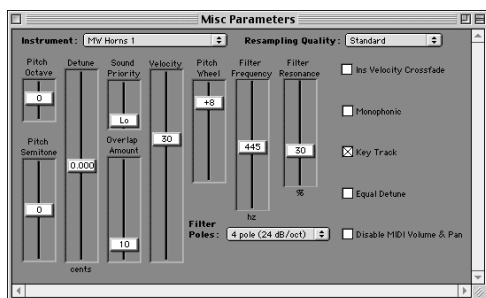 Misc Parameters
Instrument: MW Horns 1
Resampling Quality: Standard
Pitch Octave
0
Detune
0.000
cents
Sound Priority
Lo
Velocity
30
Pitch Wheel
+8
Filter Frequency
445
hz
Filter Resonance
30
%
Ins Velocity Crossfade
Monophonic
Key Track
Equal Detune
Disable MIDI Volume & Pan
Pitch Semitone
0
Overlap Amount
10
Filter Poles: 4 pole (24 dB/oct)